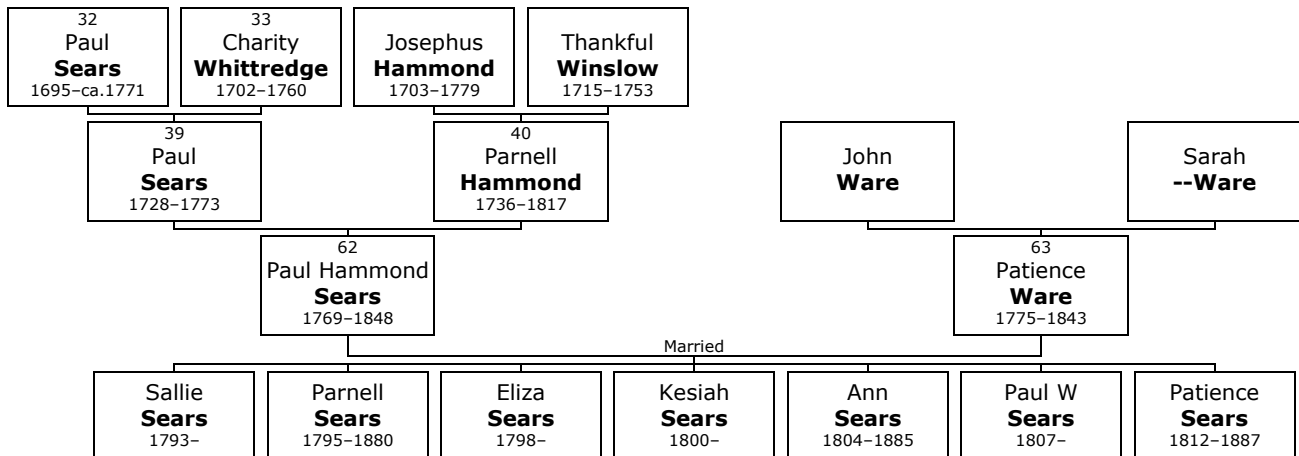 32
Paul
Sears
1695–ca.1771
33
Charity
Whittredge
1702–1760
Josephus
Hammond
1703–1779
Thankful
Winslow
1715–1753
39
Paul
Sears
1728–1773
40
Parnell
Hammond
1736–1817
John
Ware
Sarah
--Ware
62
Paul Hammond
Sears
1769–1848
63
Patience
Ware
1775–1843
Married
Sallie
Sears
1793–
Parnell
Sears
1795–1880
Eliza
Sears
1798–
Kesiah
Sears
1800–
Ann
Sears
1804–1885
Paul W
Sears
1807–
Patience
Sears
1812–1887